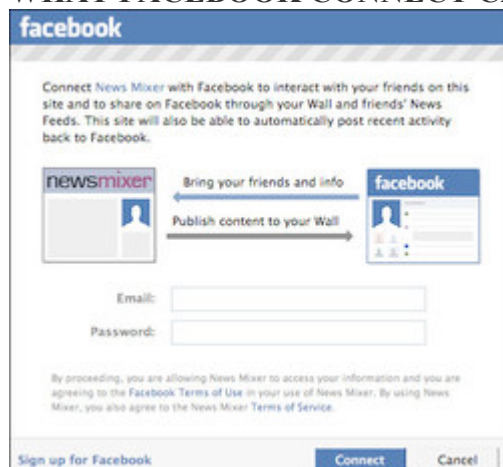 WHAT FACEBOOK CONNECT
facebook
Connect News Mixer with Facebook to interact with your friends on this
site and to share on Facebook through your Wall and friends' News
Feeds. This site will also be able to automatically post recent activity
back to Facebook.
newsmixer
Bring your friends and info
facebook
Publish content to your Wall
Email:
Password:
By proceeding, you are allowing News Mixer to access your information and you are
agreeing to the Facebook Terms of Use in your use of News Mixer. By using News
Mixer, you also agree to the News Mixer Terms of Service.
Sign up for Facebook
Connect
Cancel